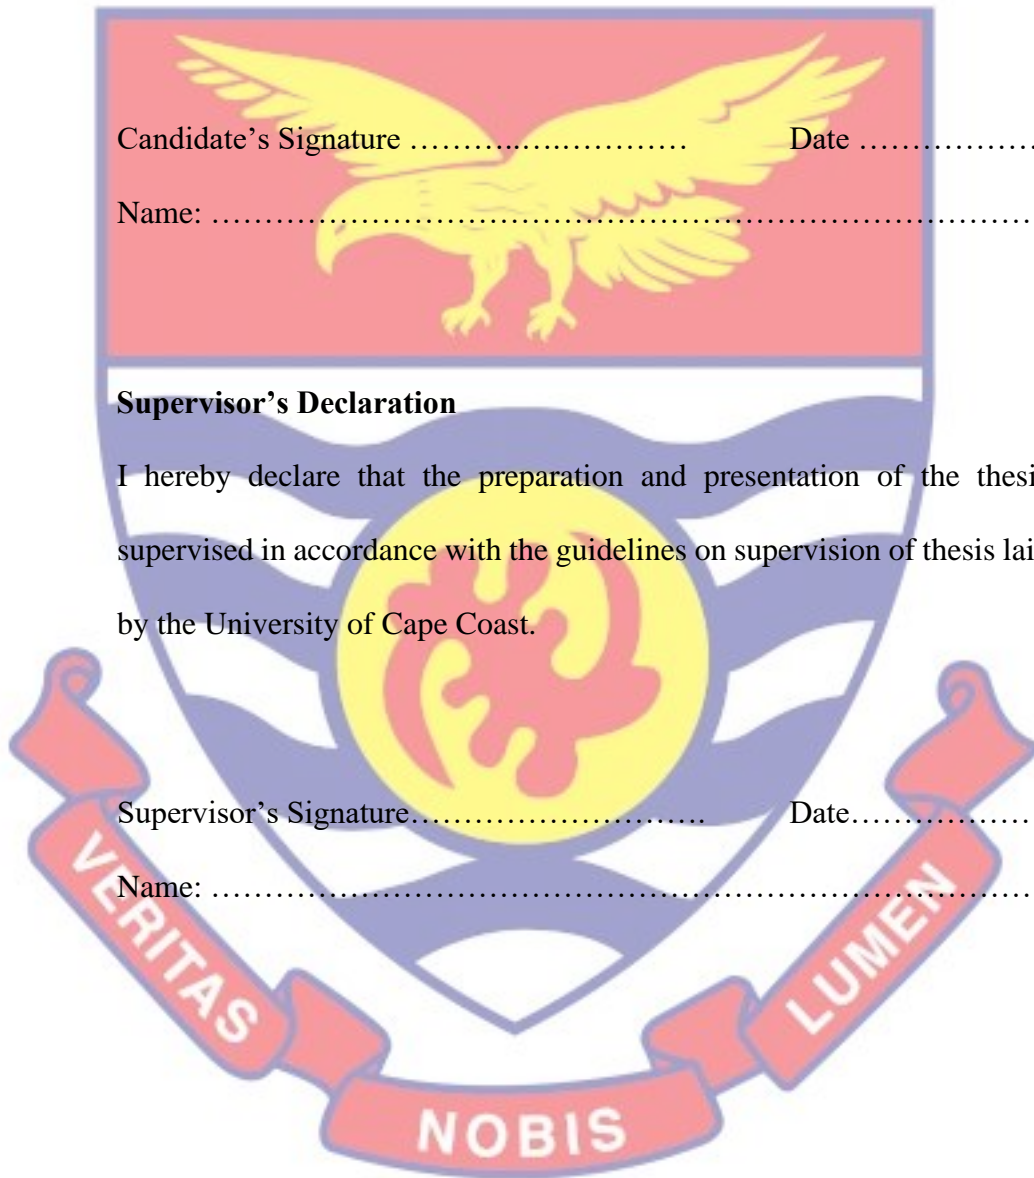 Candidate’s Signature ………..…..………… Date ………………
Name: ……………………………………………………………………
Supervisor’s Declaration
I hereby declare that the preparation and presentation of the thesi
supervised in accordance with the guidelines on supervision of thesis lai
by the University of Cape Coast.
Supervisor’s Signature………………………. Date………………
Name: ……………………………………………………………………
VERITAS
NOBIS
LUMEN